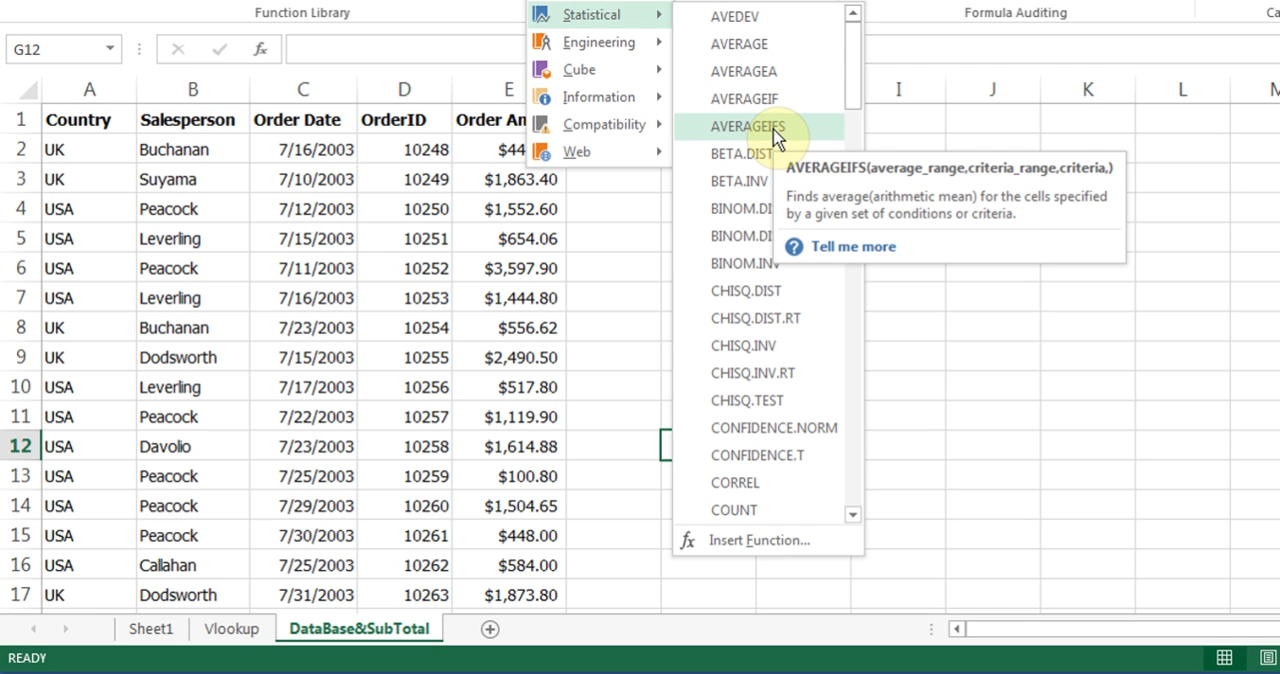 Function Library
Formula Auditing
Ca
G12
fx
Statistical
Engineering
Cube
Information
Compatibility
Web
AVEDEV
AVERAGE
AVERAGEA
AVERAGEIF
AVERAGEIFS
BETA.DIST
BETA.INV
BINOM.DI
BINOM.DI
BINOM.INV
CHISQ.DIST
CHISQ.DIST.RT
CHISQ.INV
CHISQ.INV.RT
CHISQ.TEST
CONFIDENCE.NORM
CONFIDENCE.T
CORREL
COUNT
fx Insert Function...
AVERAGEIFS(average_range,criteria_range,criteria,)
Finds average(arithmetic mean) for the cells specified
by a given set of conditions or criteria.
? Tell me more
A B C D E I J K L M
1 Country Salesperson Order Date OrderID Order An
2 UK Buchanan 7/16/2003 10248 $44
3 UK Suyama 7/10/2003 10249 $1,863.40
4 USA Peacock 7/12/2003 10250 $1,552.60
5 USA Leverling 7/15/2003 10251 $654.06
6 USA Peacock 7/11/2003 10252 $3,597.90
7 USA Leverling 7/16/2003 10253 $1,444.80
8 UK Buchanan 7/23/2003 10254 $556.62
9 UK Dodsworth 7/15/2003 10255 $2,490.50
10 USA Leverling 7/17/2003 10256 $517.80
11 USA Peacock 7/22/2003 10257 $1,119.90
12 USA Davolio 7/23/2003 10258 $1,614.88
13 USA Peacock 7/25/2003 10259 $100.80
14 USA Peacock 7/29/2003 10260 $1,504.65
15 USA Peacock 7/30/2003 10261 $448.00
16 USA Callahan 7/25/2003 10262 $584.00
17 UK Dodsworth 7/31/2003 10263 $1,873.80
Sheet1 Vlookup DataBase&SubTotal
READY